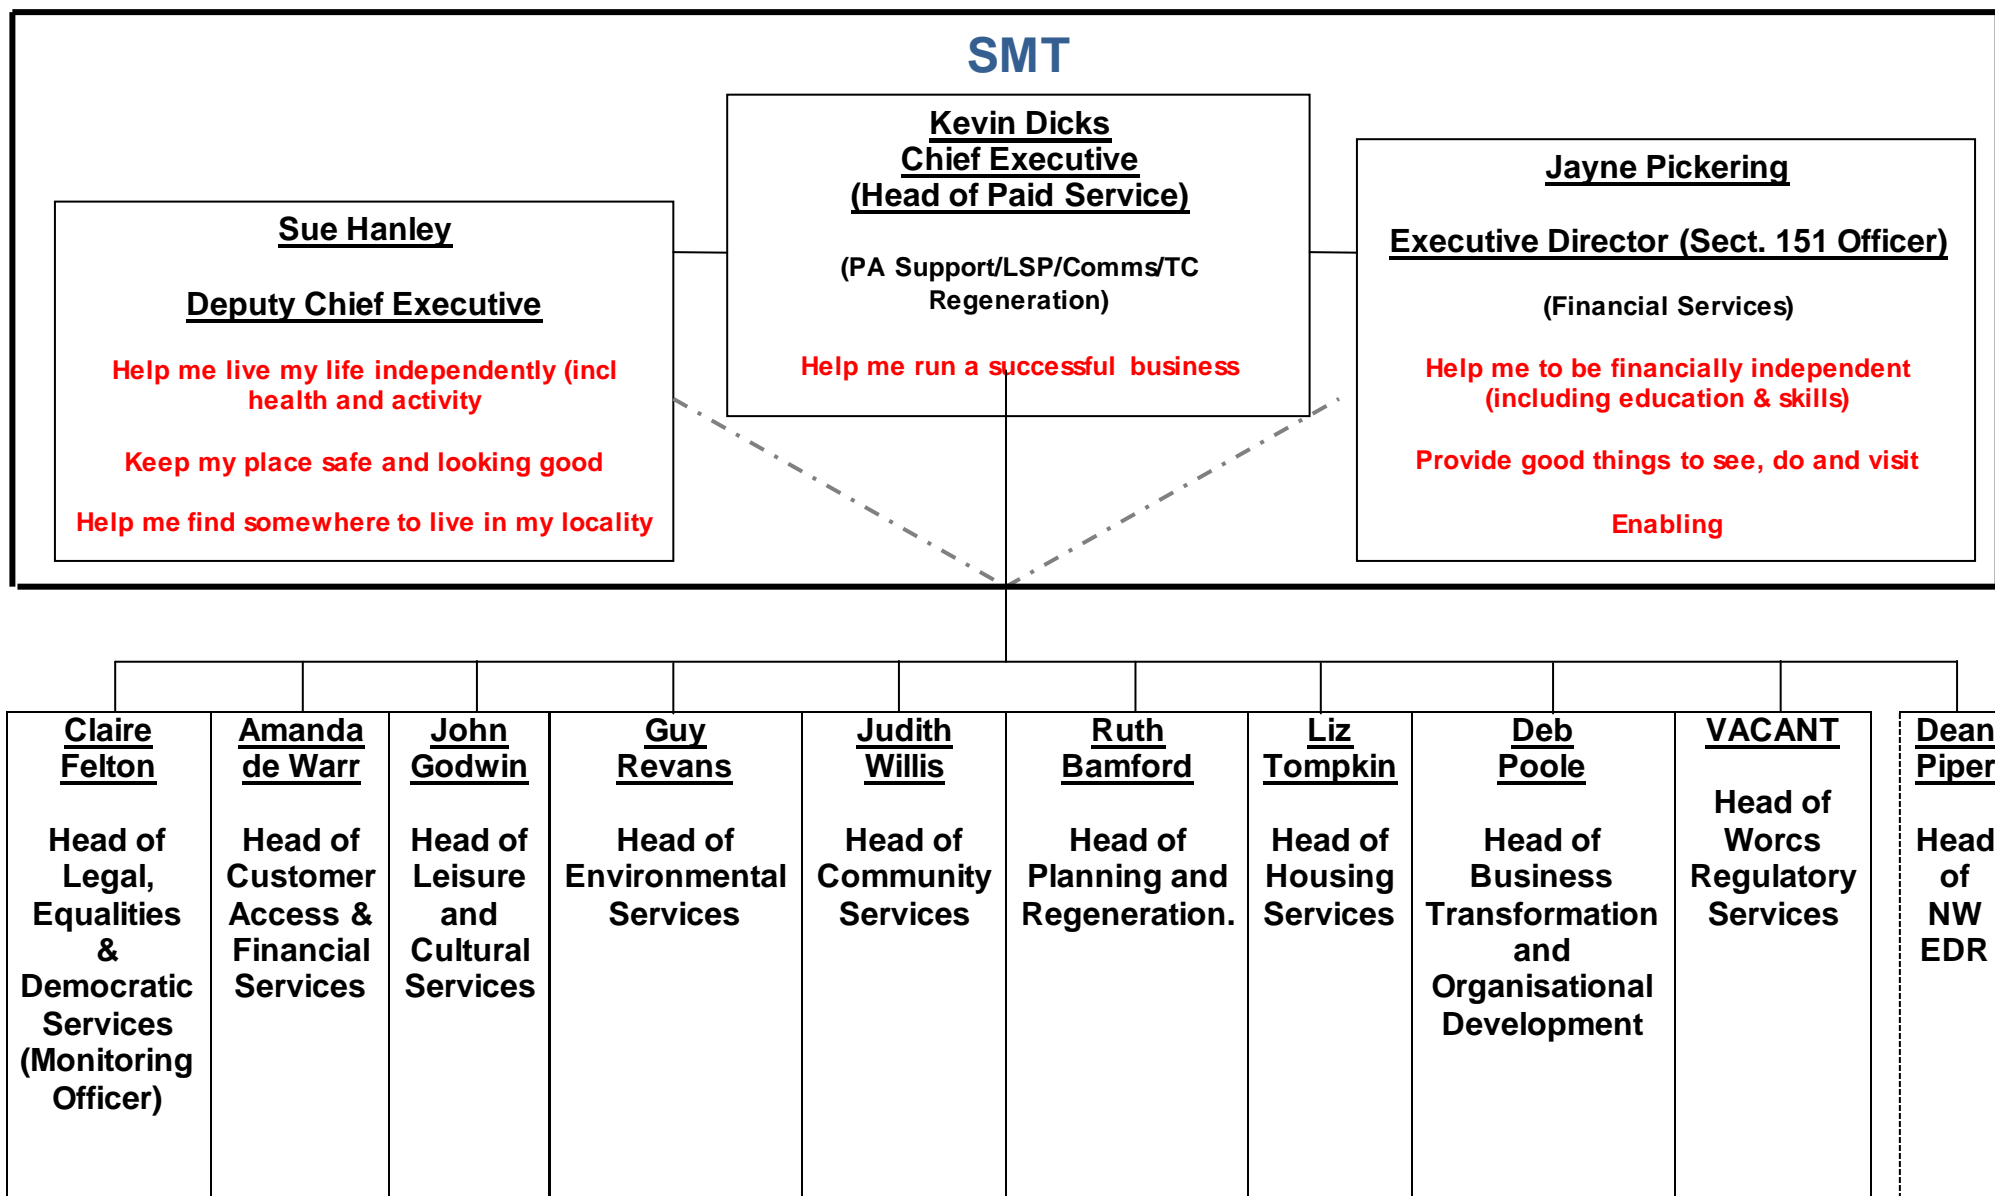 SMT
Kevin Dicks
Chief Executive
(Head of Paid Service)
(PA Support/LSP/Comms/TC
Regeneration)
Help me run a successful business
Sue Hanley
Deputy Chief Executive
Help me live my life independently (incl
health and activity
Keep my place safe and looking good
Help me find somewhere to live in my locality
Jayne Pickering
Executive Director (Sect. 151 Officer)
(Financial Services)
Help me to be financially independent
(including education & skills)
Provide good things to see, do and visit
Enabling
Claire
Felton
Head of
Legal,
Equalities
&
Democratic
Services
(Monitoring
Officer)
Amanda
de Warr
Head of
Customer
Access &
Financial
Services
John
Godwin
Head of
Leisure
and
Cultural
Services
Guy
Revans
Head of
Environmental
Services
Judith
Willis
Head of
Community
Services
Ruth
Bamford
Head of
Planning and
Regeneration.
Liz
Tompkin
Head of
Housing
Services
Deb
Poole
Head of
Business
Transformation
and
Organisational
Development
VACANT
Head of
Worcs
Regulatory
Services
Dean
Piper
Head
of
NW
EDR